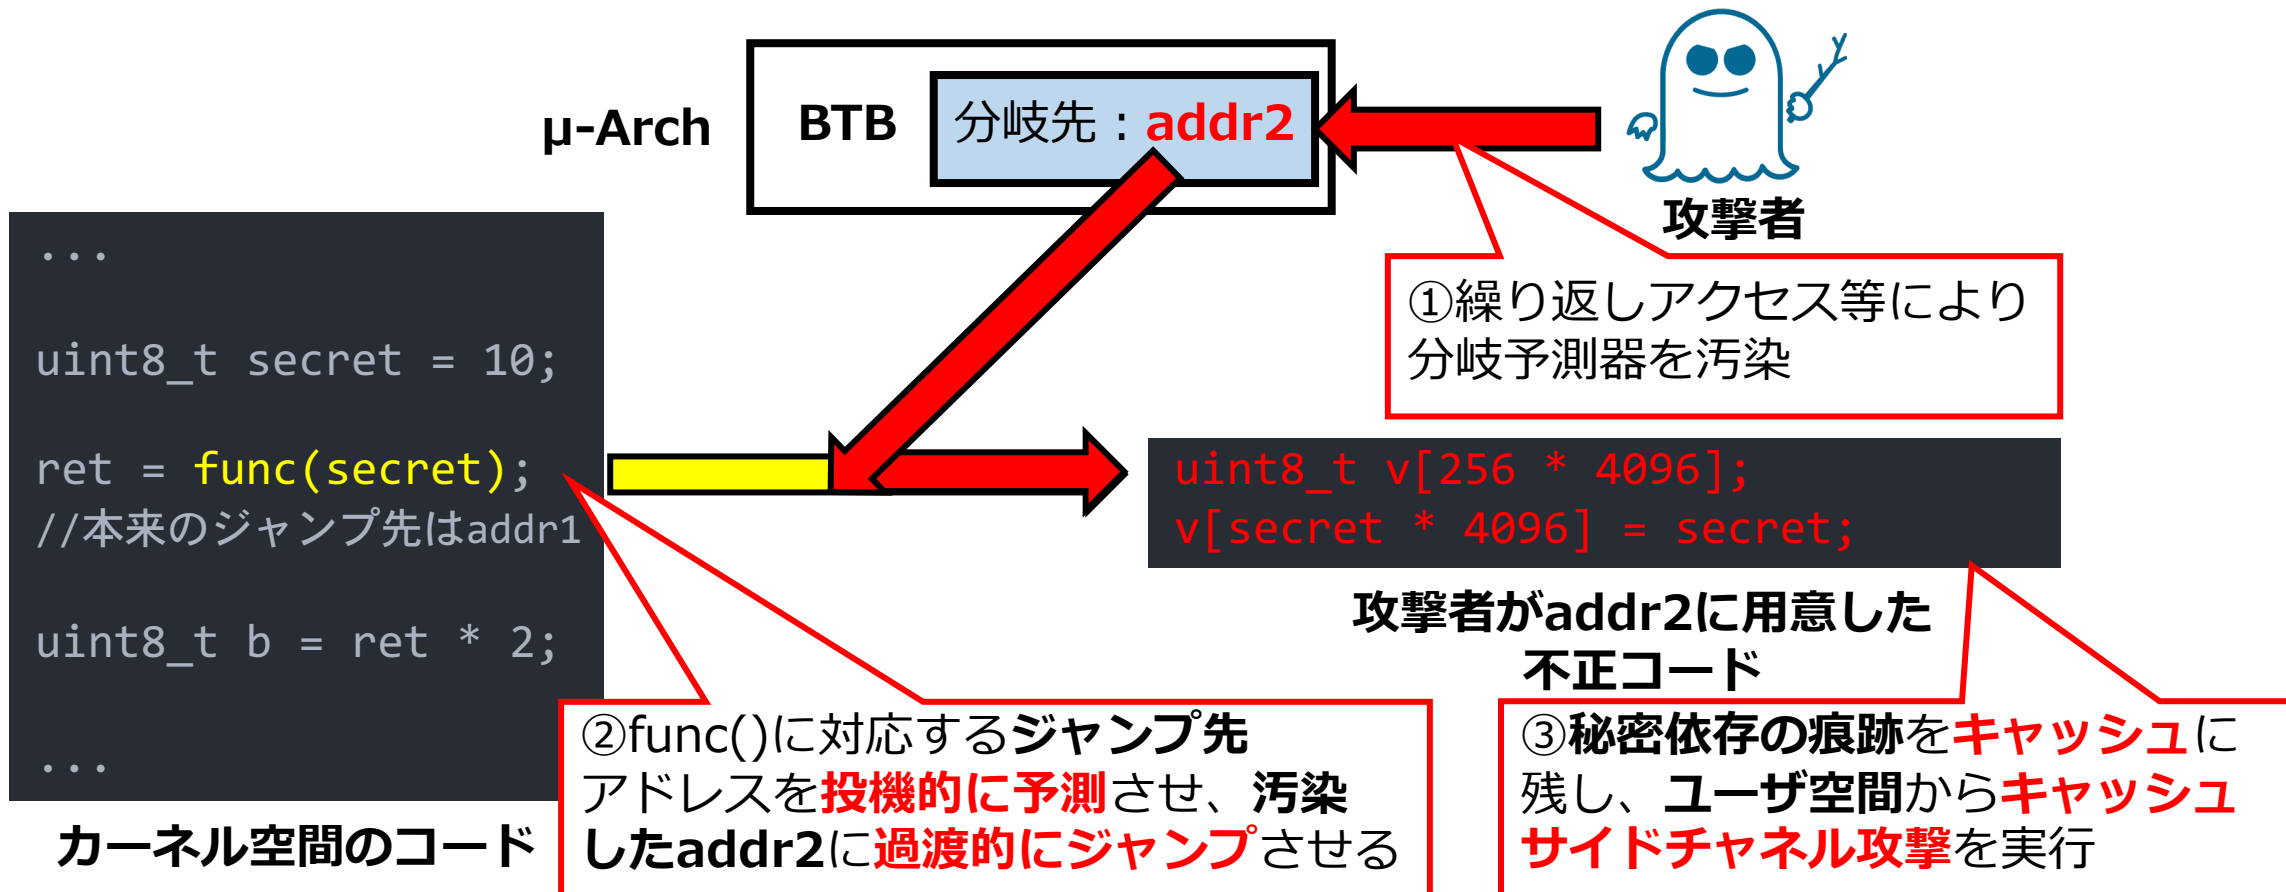 μ-Arch
BTB
分岐先：addr2
攻撃者
①繰り返しアクセス等により
分岐予測器を汚染
...
uint8_t secret = 10;
ret = func(secret);
//本来のジャンプ先はaddr1
uint8_t b = ret * 2;
...
カーネル空間のコード
uint8_t v[256 * 4096];
v[secret * 4096] = secret;
攻撃者がaddr2に用意した
不正コード
②func()に対応するジャンプ先
アドレスを投機的に予測させ、汚染
したaddr2に過渡的にジャンプさせる
③秘密依存の痕跡をキャッシュに
残し、ユーザ空間からキャッシュ
サイドチャネル攻撃を実行